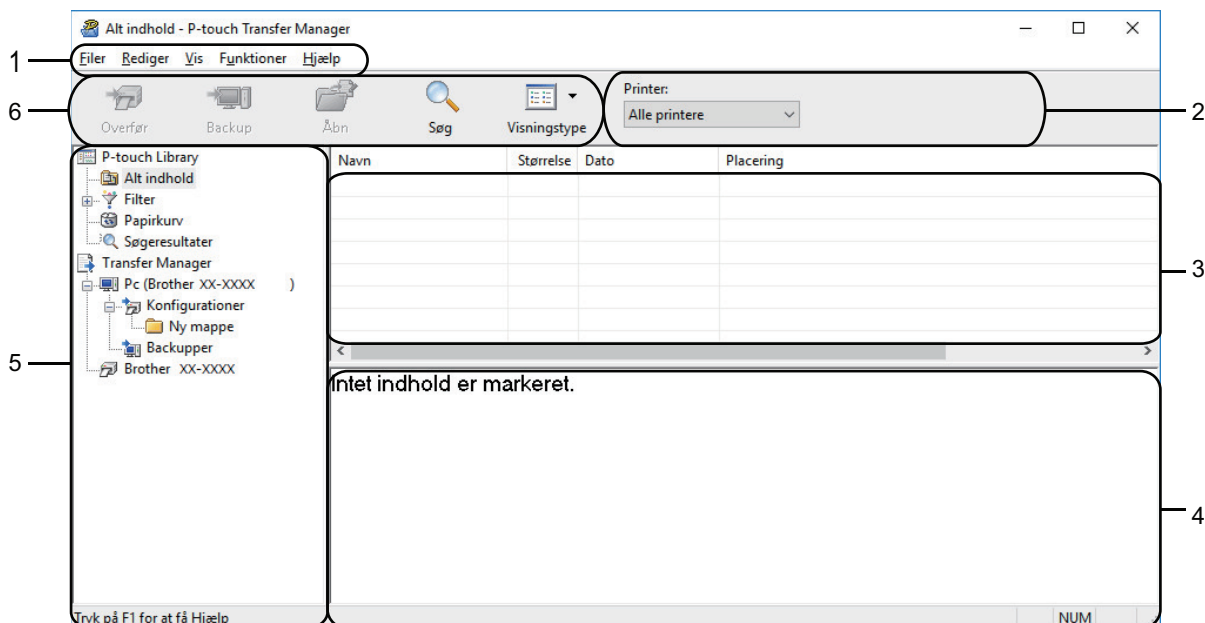 Alt indhold - P-touch Transfer Manager
1
Filer Rediger Vis Funktioner Hjælp
6
Overfør Backup Åbn Søg Visningstype
Printer:
Alle printere
2
P-touch Library
Alt indhold
Filter
Papirkurv
Søgeresultater
Transfer Manager
Pc (Brother XX-XXXX )
Konfigurationer
Ny mappe
Backupper
Brother XX-XXXX
5
Navn Størrelse Dato Placering
3
Intet indhold er markeret.
4
Tryk på F1 for at få Hjælp
NUM